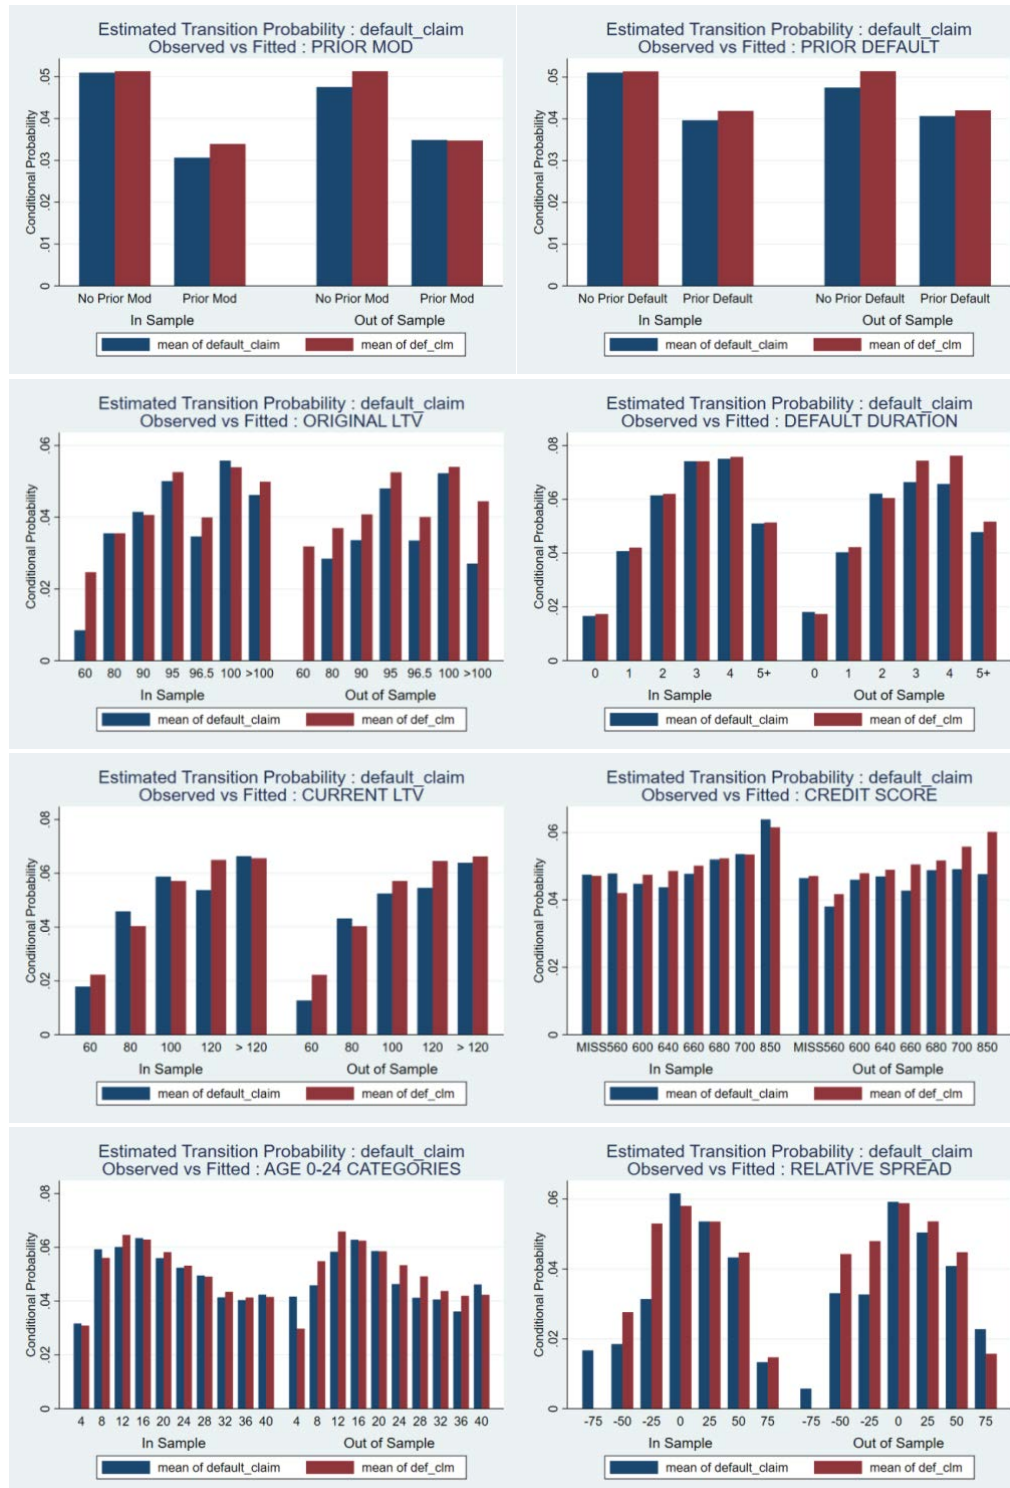 Estimated Transition Probability : default_claim
Observed vs Fitted : PRIOR MOD
Conditional Probability
0 .01 .02 .03 .04 .05
No Prior Mod Prior Mod No Prior Mod Prior Mod
In Sample Out of Sample
mean of default_claim mean of def_clm
Estimated Transition Probability : default_claim
Observed vs Fitted : PRIOR DEFAULT
Conditional Probability
0 .01 .02 .03 .04 .05
No Prior Default Prior Default No Prior Default Prior Default
In Sample Out of Sample
mean of default_claim mean of def_clm
Estimated Transition Probability : default_claim
Observed vs Fitted : ORIGINAL LTV
Conditional Probability
0 .02 .04 .06
60 80 90 95 96.5 100 >100 60 80 90 95 96.5 100 >100
In Sample Out of Sample
mean of default_claim mean of def_clm
Estimated Transition Probability : default_claim
Observed vs Fitted : DEFAULT DURATION
Conditional Probability
0 .02 .04 .06 .08
0 1 2 3 4 5+ 0 1 2 3 4 5+
In Sample Out of Sample
mean of default_claim mean of def_clm
Estimated Transition Probability : default_claim
Observed vs Fitted : CURRENT LTV
Conditional Probability
0 .02 .04 .06 .08
60 80 100 120 > 120 60 80 100 120 > 120
In Sample Out of Sample
mean of default_claim mean of def_clm
Estimated Transition Probability : default_claim
Observed vs Fitted : CREDIT SCORE
Conditional Probability
0 .02 .04 .06
MISS560 600 640 660 680 700 850 MISS560 600 640 660 680 700 850
In Sample Out of Sample
mean of default_claim mean of def_clm
Estimated Transition Probability : default_claim
Observed vs Fitted : AGE 0-24 CATEGORIES
Conditional Probability
0 .02 .04 .06 .08
4 8 12 16 20 24 28 32 36 40 4 8 12 16 20 24 28 32 36 40
In Sample Out of Sample
mean of default_claim mean of def_clm
Estimated Transition Probability : default_claim
Observed vs Fitted : RELATIVE SPREAD
Conditional Probability
0 .02 .04 .06
-75 -50 -25 0 25 50 75 -75 -50 -25 0 25 50 75
In Sample Out of Sample
mean of default_claim mean of def_clm